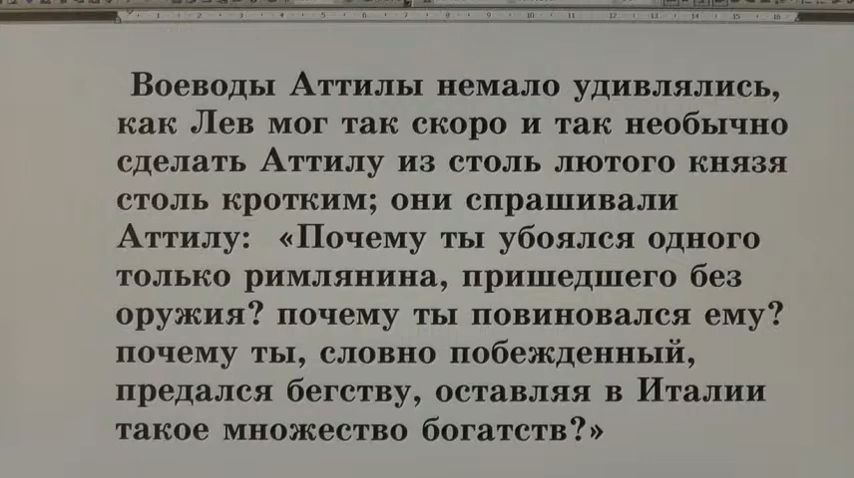 Воеводы Аттилы немало удивлялись,
как Лев мог так скоро и так необычно
сделать Аттилу из столь лютого князя
столь кротким; они спрашивали
Аттилу: «Почему ты убоялся одного
только римлянина, пришедшего без
оружия? почему ты повиновался ему?
почему ты, словно побежденный,
предался бегству, оставляя в Италии
такое множество богатств?»